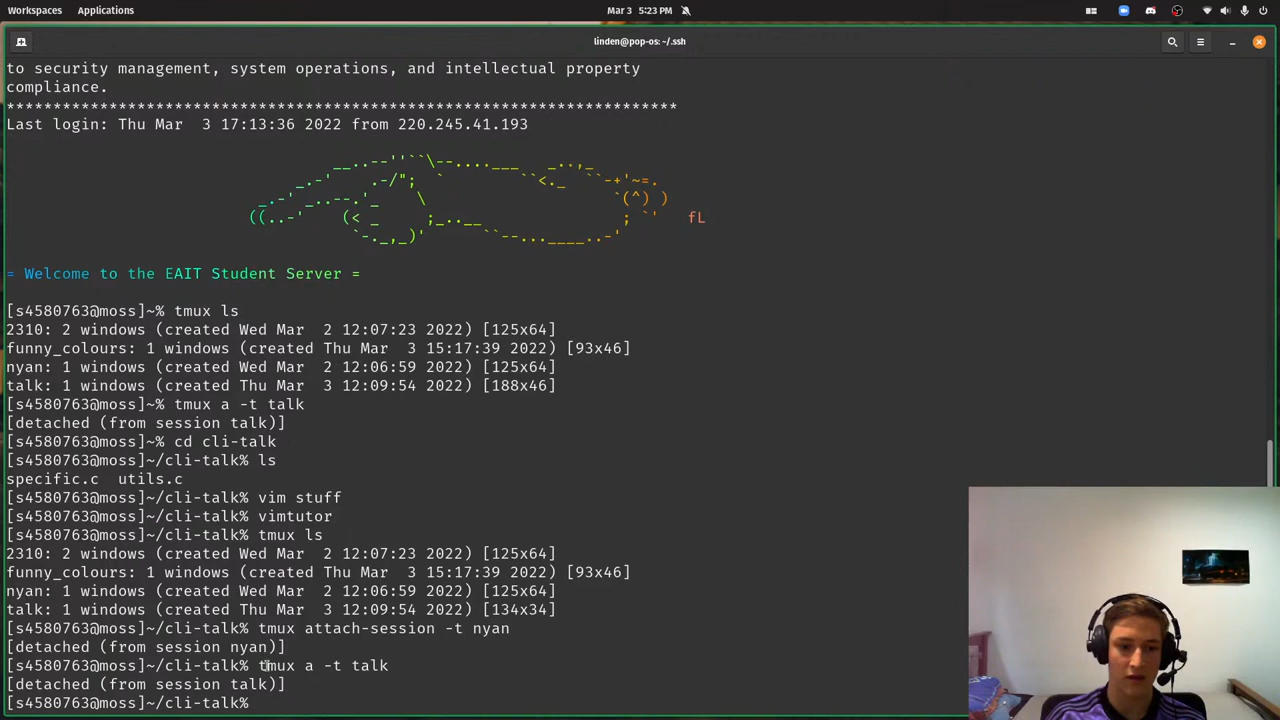 Workspaces Applications Mar 3 5:23 PM
linden@pop-os: ~/.ssh
to security management, system operations, and intellectual property
compliance.
************************************************************************
Last login: Thu Mar  3 17:13:36 2022 from 220.245.41.193
__..--''``\--....___   _..,_
_.-'    .-/";  `        ``<._  ``-+'~=.
_.-' _..--.'_    \                    `(^) )
((..-'    (< _     ;_..__               ; `'   fL
`-._,_)'      ``--...____..-'
= Welcome to the EAIT Student Server =
[s4580763@moss]~% tmux ls
2310: 2 windows (created Wed Mar  2 12:07:23 2022) [125x64]
funny_colours: 1 windows (created Thu Mar  3 15:17:39 2022) [93x46]
nyan: 1 windows (created Wed Mar  2 12:06:59 2022) [125x64]
talk: 1 windows (created Thu Mar  3 12:09:54 2022) [188x46]
[s4580763@moss]~% tmux a -t talk
[detached (from session talk)]
[s4580763@moss]~% cd cli-talk
[s4580763@moss]~/cli-talk% ls
specific.c  utils.c
[s4580763@moss]~/cli-talk% vim stuff
[s4580763@moss]~/cli-talk% vimtutor
[s4580763@moss]~/cli-talk% tmux ls
2310: 2 windows (created Wed Mar  2 12:07:23 2022) [125x64]
funny_colours: 1 windows (created Thu Mar  3 15:17:39 2022) [93x46]
nyan: 1 windows (created Wed Mar  2 12:06:59 2022) [125x64]
talk: 1 windows (created Thu Mar  3 12:09:54 2022) [134x34]
[s4580763@moss]~/cli-talk% tmux attach-session -t nyan
[detached (from session nyan)]
[s4580763@moss]~/cli-talk% tmux a -t talk
[detached (from session talk)]
[s4580763@moss]~/cli-talk%